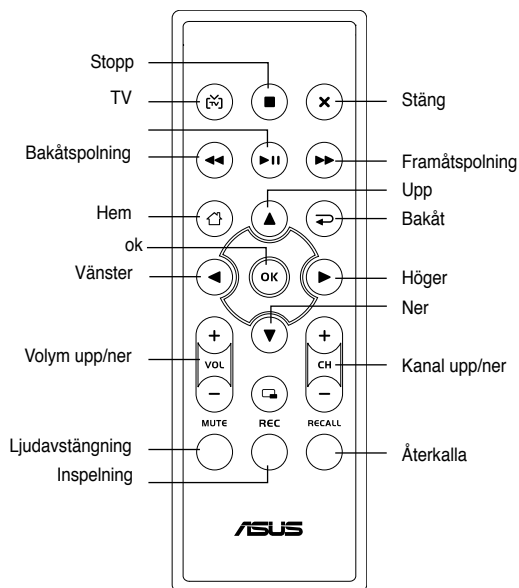 Stopp
TV
Stäng
Bakåtspolning
Framåtspolning
Upp
Hem
Bakåt
ok
OK
Vänster
Höger
Ner
Volym upp/ner
VOL
CH
Kanal upp/ner
MUTE
REC
RECALL
Ljudavstängning
Återkalla
Inspelning
ASUS